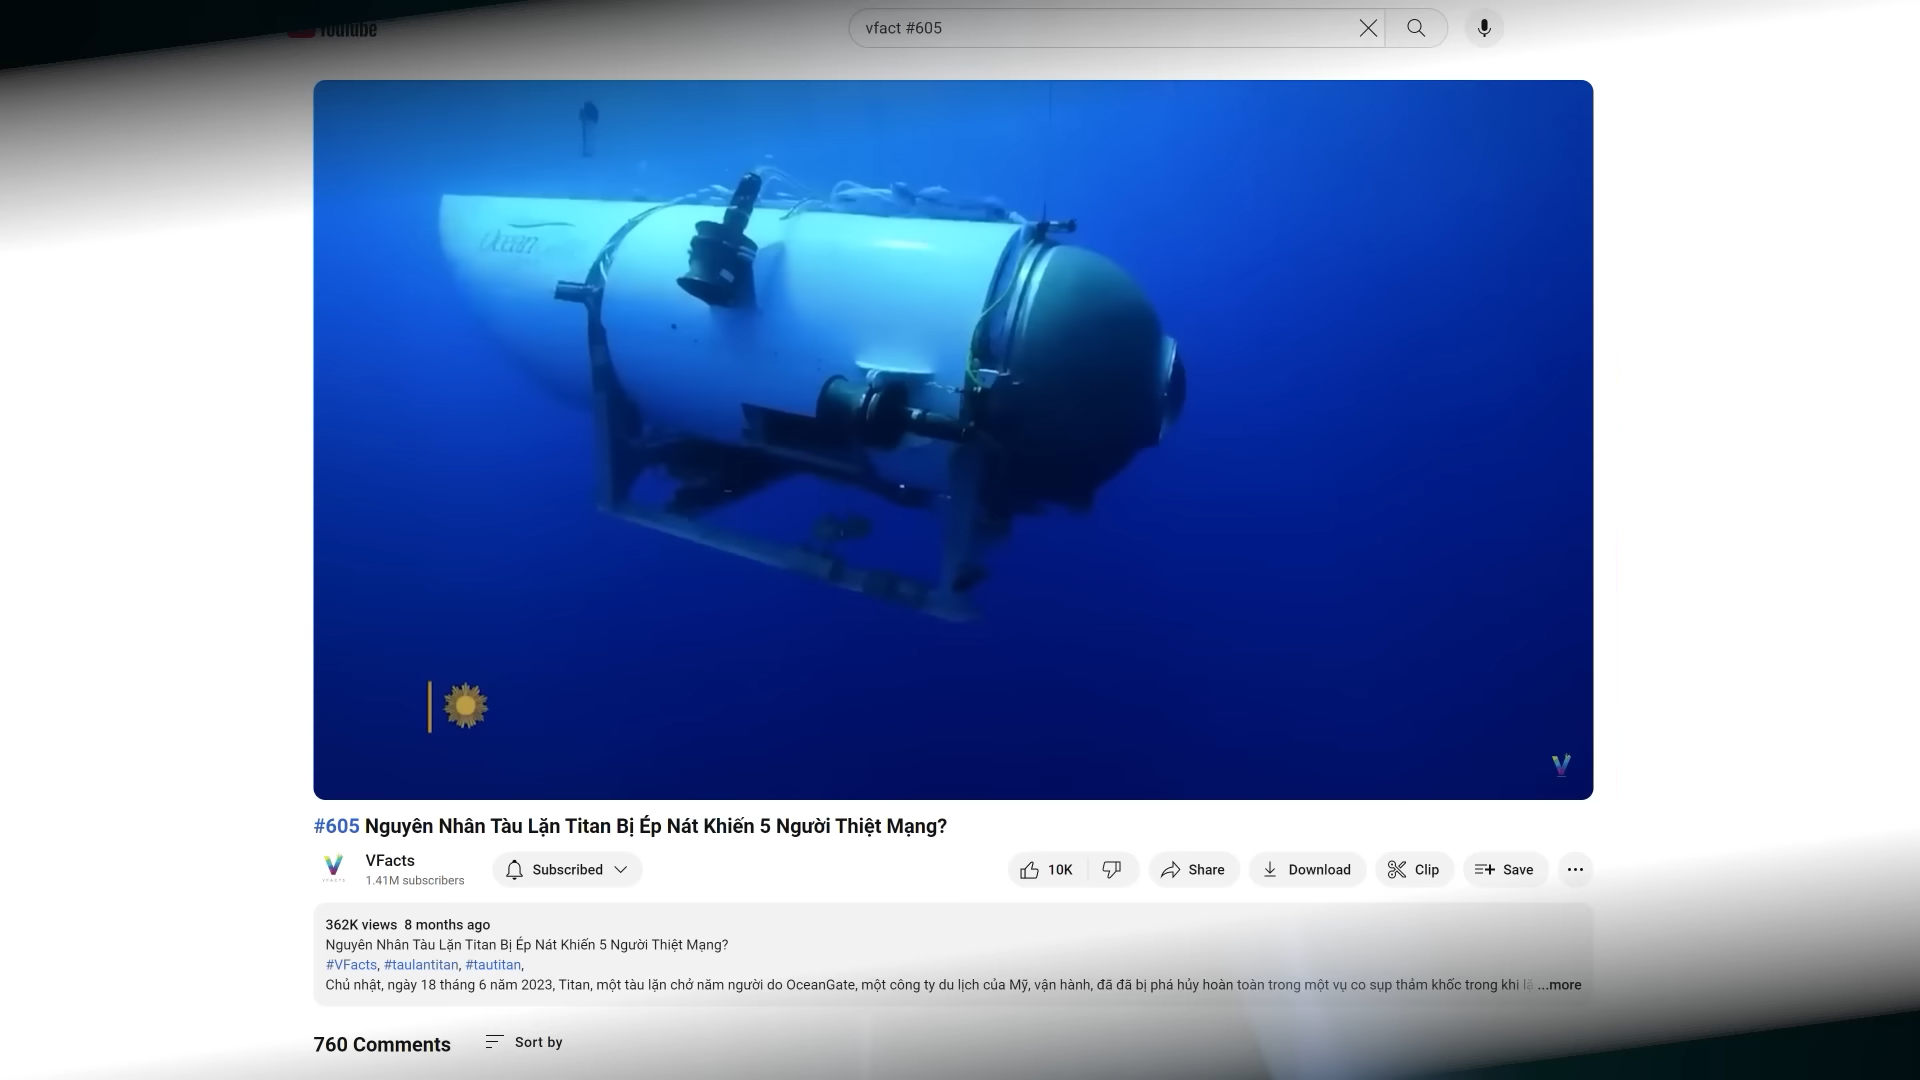 YouTube
vfact #605
Ocean
#605 Nguyên Nhân Tàu Lặn Titan Bị Ép Nát Khiến 5 Người Thiệt Mạng?
VFacts
1.41M subscribers
Subscribed
10K
Share
Download
Clip
Save
362K views 8 months ago
Nguyên Nhân Tàu Lặn Titan Bị Ép Nát Khiến 5 Người Thiệt Mạng?
#VFacts, #taulantitan, #tautitan,
Chủ nhật, ngày 18 tháng 6 năm 2023, Titan, một tàu lặn chở năm người do OceanGate, một công ty du lịch của Mỹ, vận hành, đã đã bị phá hủy hoàn toàn trong một vụ co sụp thảm khốc trong khi ...more
760 Comments
Sort by